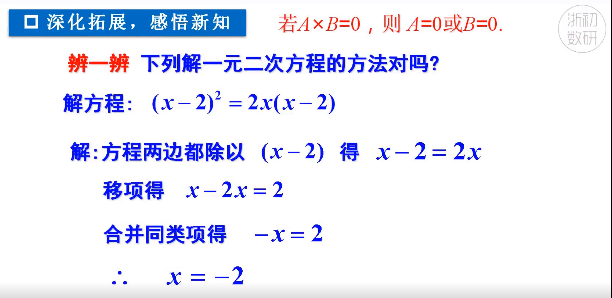 □ 深化拓展，感悟新知
若A×B=0，则 A=0或B=0.
浙初
数研
辨一辨 下列解一元二次方程的方法对吗?
解方程: (x－2)²＝2x(x－2)
解:方程两边都除以 (x－2) 得 x－2＝2x
移项得 x－2x＝2
合并同类项得 －x＝2
∴ x＝－2